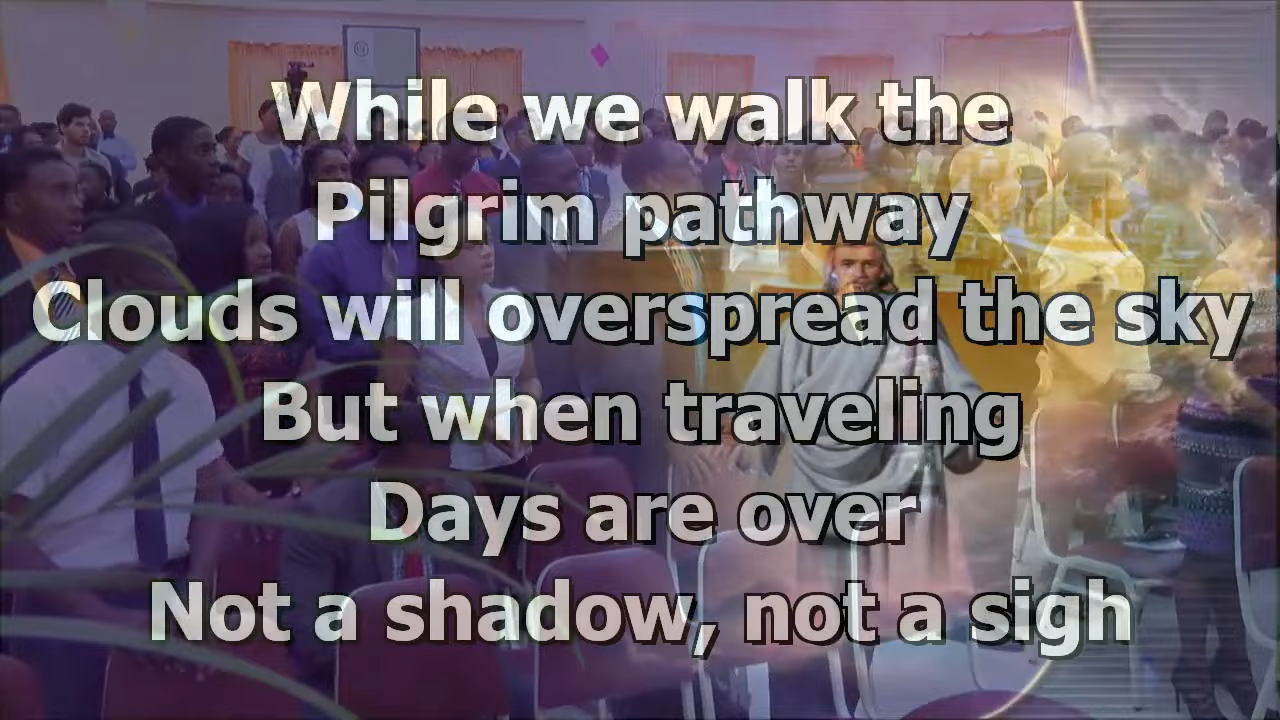 While we walk the
Pilgrim pathway
Clouds will overspread the sky
But when traveling
Days are over
Not a shadow, not a sigh